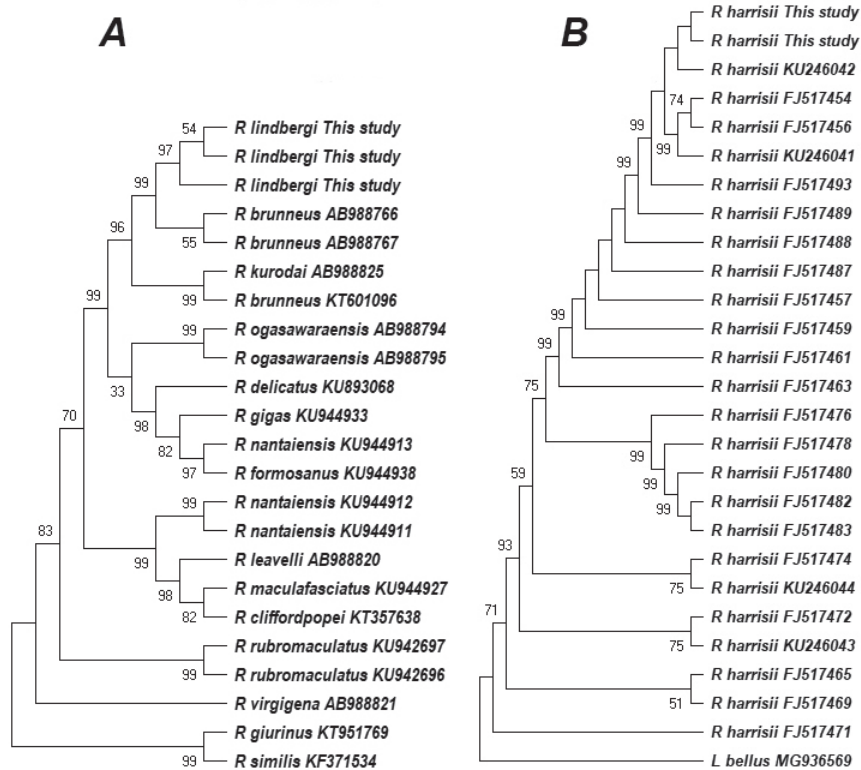 A
54
R lindbergi This study
97
R lindbergi This study
R lindbergi This study
99
R brunneus AB988766
96
55
R brunneus AB988767
R kurodai AB988825
99
99
R brunneus KT601096
99
R ogasawaraensis AB988794
R ogasawaraensis AB988795
33
R delicatus KU893068
70
98
R gigas KU944933
82
R nantaiensis KU944913
97
R formosanus KU944938
99
R nantaiensis KU944912
83
R nantaiensis KU944911
99
R leavelli AB988820
98
R maculafasciatus KU944927
82
R cliffordpopei KT357638
R rubromaculatus KU942697
99
R rubromaculatus KU942696
R virgigena AB988821
R giurinus KT951769
99
R similis KF371534
B
R harrisii This study
R harrisii This study
R harrisii KU246042
74
R harrisii FJ517454
99
R harrisii FJ517456
99
R harrisii KU246041
99
R harrisii FJ517493
R harrisii FJ517489
R harrisii FJ517488
R harrisii FJ517487
R harrisii FJ517457
99
R harrisii FJ517459
99
R harrisii FJ517461
75
R harrisii FJ517463
R harrisii FJ517476
99
R harrisii FJ517478
59
99
R harrisii FJ517480
99
R harrisii FJ517482
R harrisii FJ517483
93
R harrisii FJ517474
75
R harrisii KU246044
71
R harrisii FJ517472
75
R harrisii KU246043
R harrisii FJ517465
51
R harrisii FJ517469
R harrisii FJ517471
L bellus MG936569